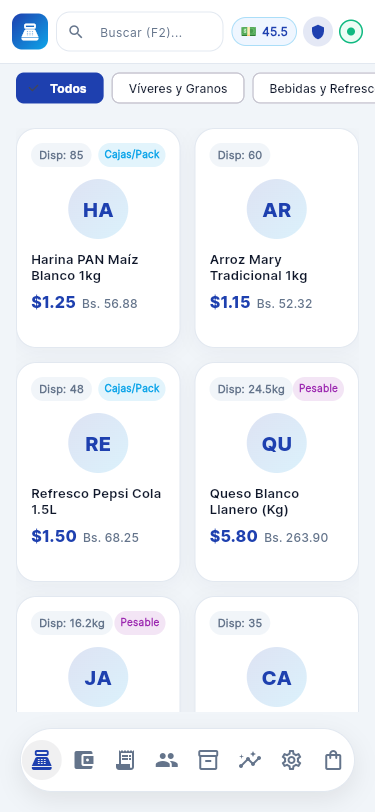 Buscar (F2)...
45.5
Todos
Víveres y Granos
Bebidas y Refresc
Disp: 85
Cajas/Pack
HA
Harina PAN Maíz
Blanco 1kg
$1.25 Bs. 56.88
Disp: 60
AR
Arroz Mary
Tradicional 1kg
$1.15 Bs. 52.32
Disp: 48
Cajas/Pack
RE
Refresco Pepsi Cola
1.5L
$1.50 Bs. 68.25
Disp: 24.5kg
Pesable
QU
Queso Blanco
Llanero (Kg)
$5.80 Bs. 263.90
Disp: 16.2kg
Pesable
JA
Disp: 35
CA